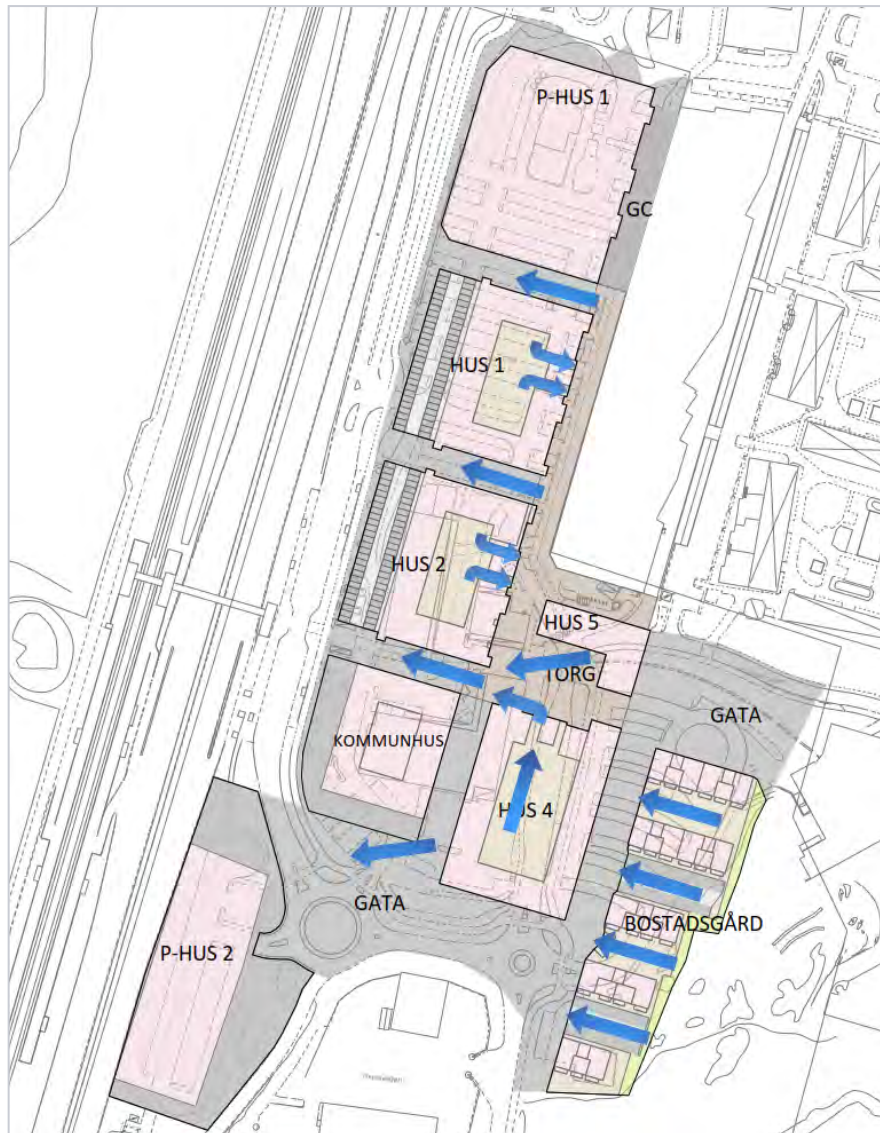 P-HUS 1
GC
HUS 1
HUS 2
HUS 5
TORG
GATA
KOMMUNHUS
HUS 4
GATA
BOSTADSGÅRD
P-HUS 2